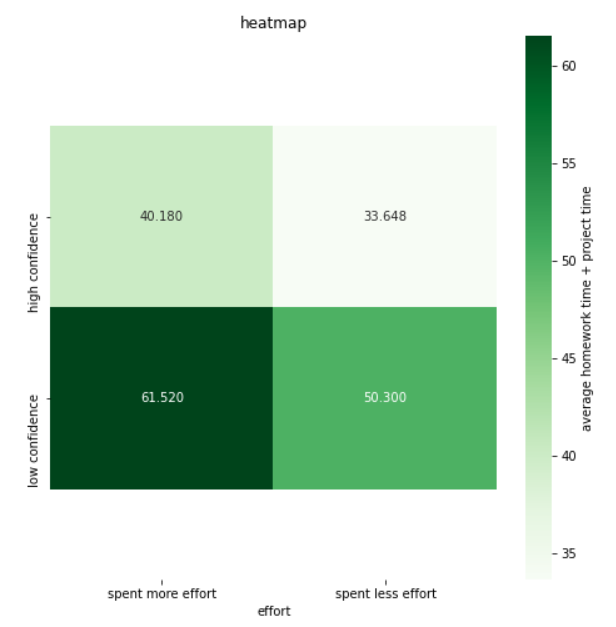 heatmap
high confidence
40.180
33.648
low confidence
61.520
50.300
spent more effort
spent less effort
effort
60
55
50
45
40
35
average homework time + project time